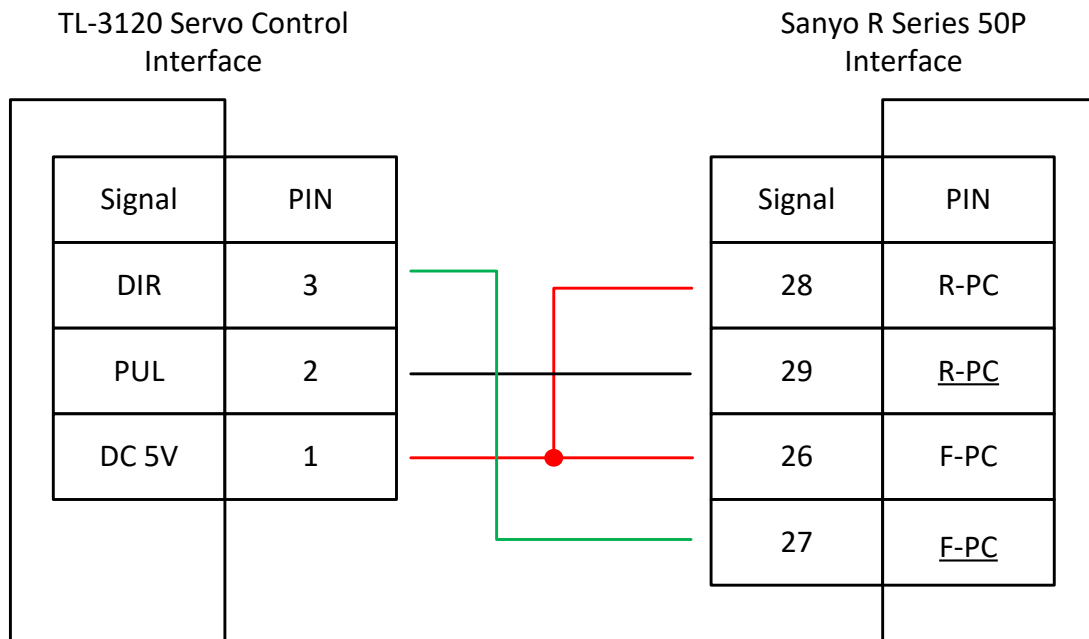 TL-3120 Servo Control
Interface
Sanyo R Series 50P
Interface
Signal PIN
DIR 3
PUL 2
DC 5V 1
Signal PIN
28 R-PC
29 R-PC
26 F-PC
27 F-PC